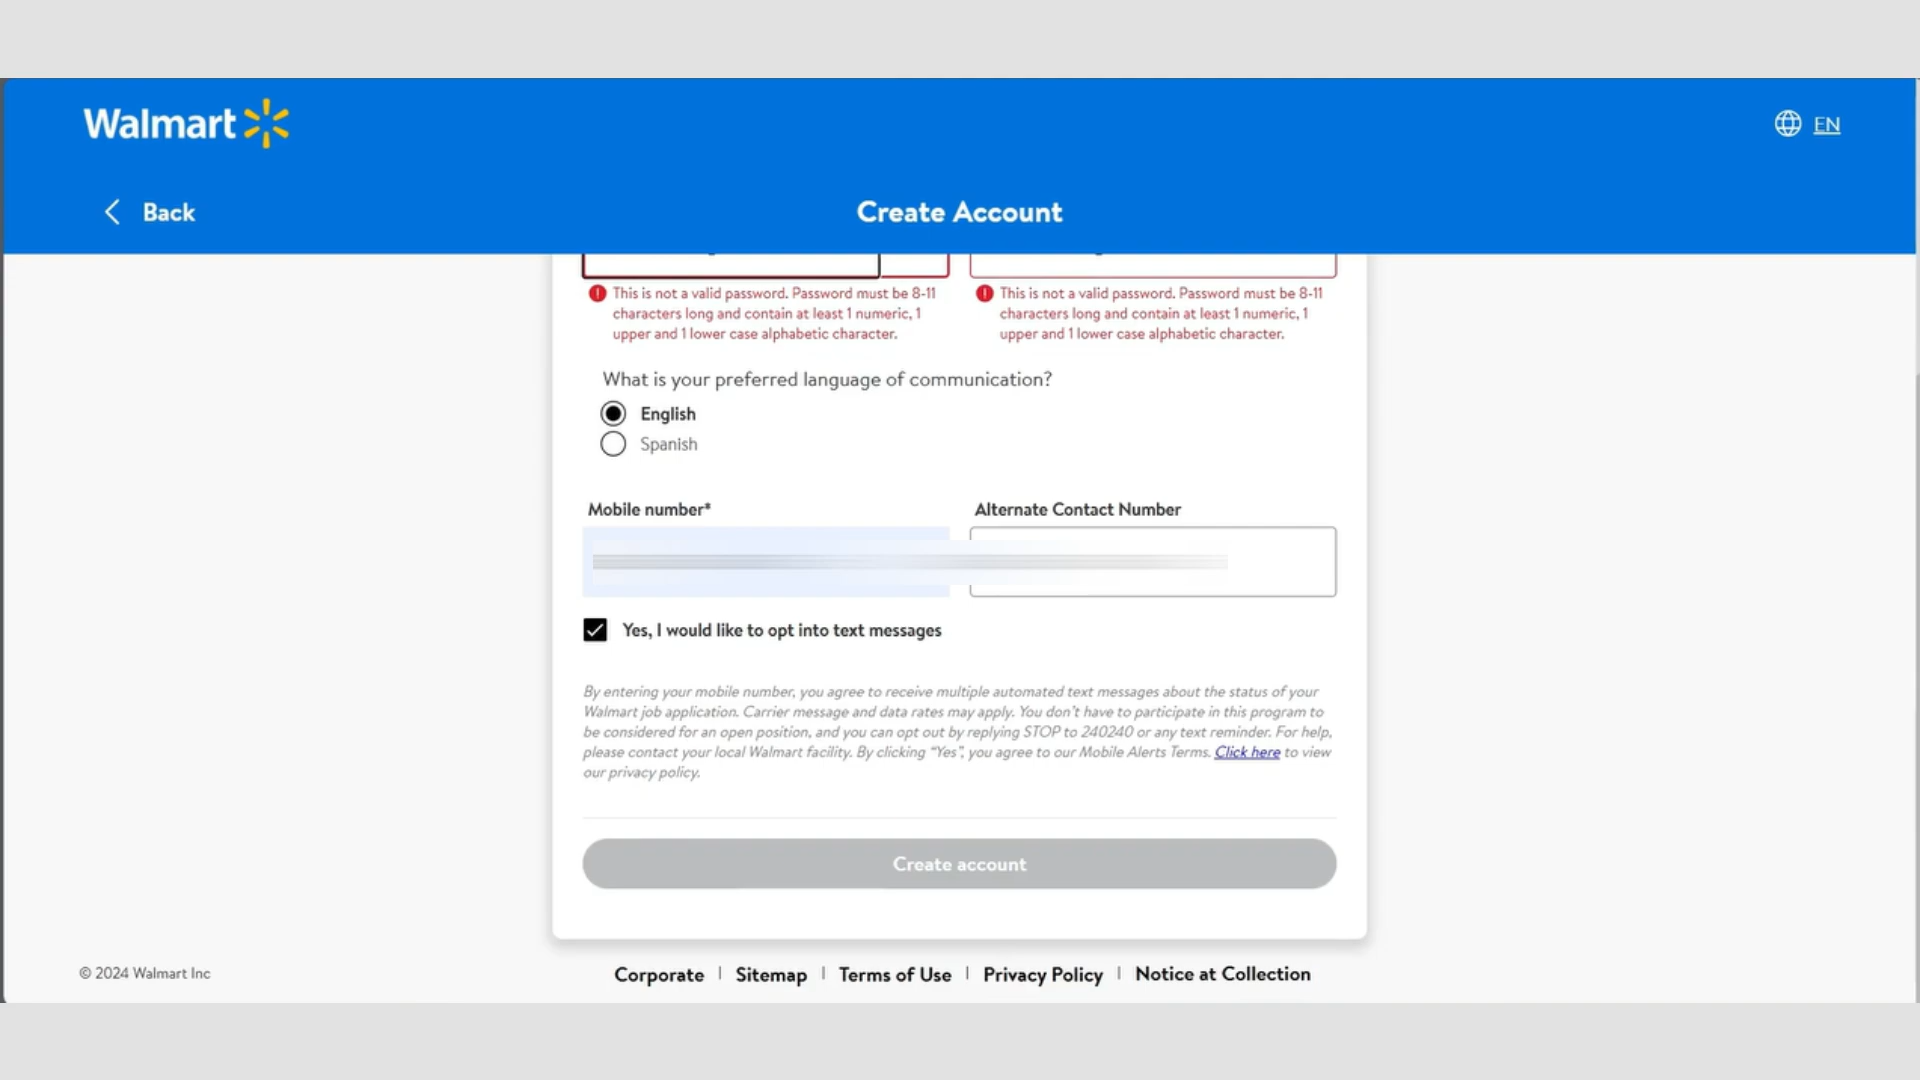 Walmart
EN
Back
Create Account
This is not a valid password. Password must be 8-11
characters long and contain at least 1 numeric, 1
upper and 1 lower case alphabetic character.
This is not a valid password. Password must be 8-11
characters long and contain at least 1 numeric, 1
upper and 1 lower case alphabetic character.
What is your preferred language of communication?
English
Spanish
Mobile number*
Alternate Contact Number
Yes, I would like to opt into text messages
By entering your mobile number, you agree to receive multiple automated text messages about the status of your
Walmart job application. Carrier message and data rates may apply. You don't have to participate in this program to
be considered for an open position, and you can opt out by replying STOP to 240240 or any text reminder. For help,
please contact your local Walmart facility. By clicking “Yes”, you agree to our Mobile Alerts Terms. Click here to view
our privacy policy.
Create account
© 2024 Walmart Inc
Corporate | Sitemap | Terms of Use | Privacy Policy | Notice at Collection